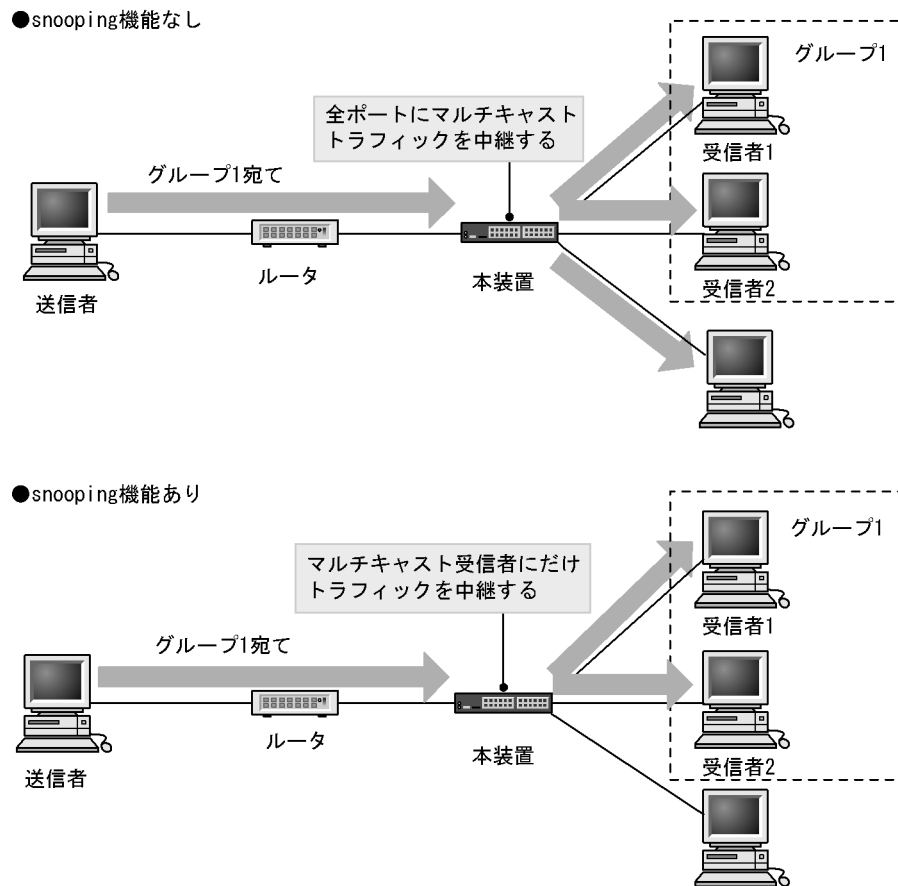 ●snooping機能なし
グループ1
全ポートにマルチキャスト
トラフィックを中継する
受信者1
グループ1宛て
ルータ
本装置
受信者2
送信者
●snooping機能あり
グループ1
マルチキャスト受信者にだけ
トラフィックを中継する
受信者1
グループ1宛て
ルータ
本装置
受信者2
送信者